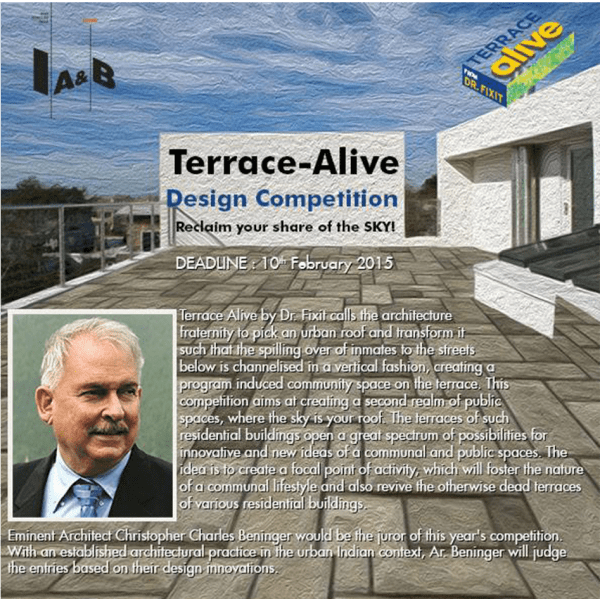 IA&B
TERRACE
alive
FROM
DR. FIXIT
Terrace-Alive
Design Competition
Reclaim your share of the SKY!
DEADLINE : 10th February 2015
Terrace Alive by Dr. Fixit calls the architecture
fraternity to pick an urban roof and transform it
such that the spilling over of inmates to the streets
below is channelised in a vertical fashion, creating a
program induced community space on the terrace. This
competition aims at creating a second realm of public
spaces, where the sky is your roof. The terraces of such
residential buildings open a great spectrum of possibilities for
innovative and new ideas of a communal and public spaces. The
idea is to create a focal point of activity, which will foster the nature
of a communal lifestyle and also revive the otherwise dead terraces
of various residential buildings.
Eminent Architect Christopher Charles Beninger would be the juror of this year's competition.
With an established architectural practice in the urban Indian context, Ar. Beninger will judge
the entries based on their design innovations.